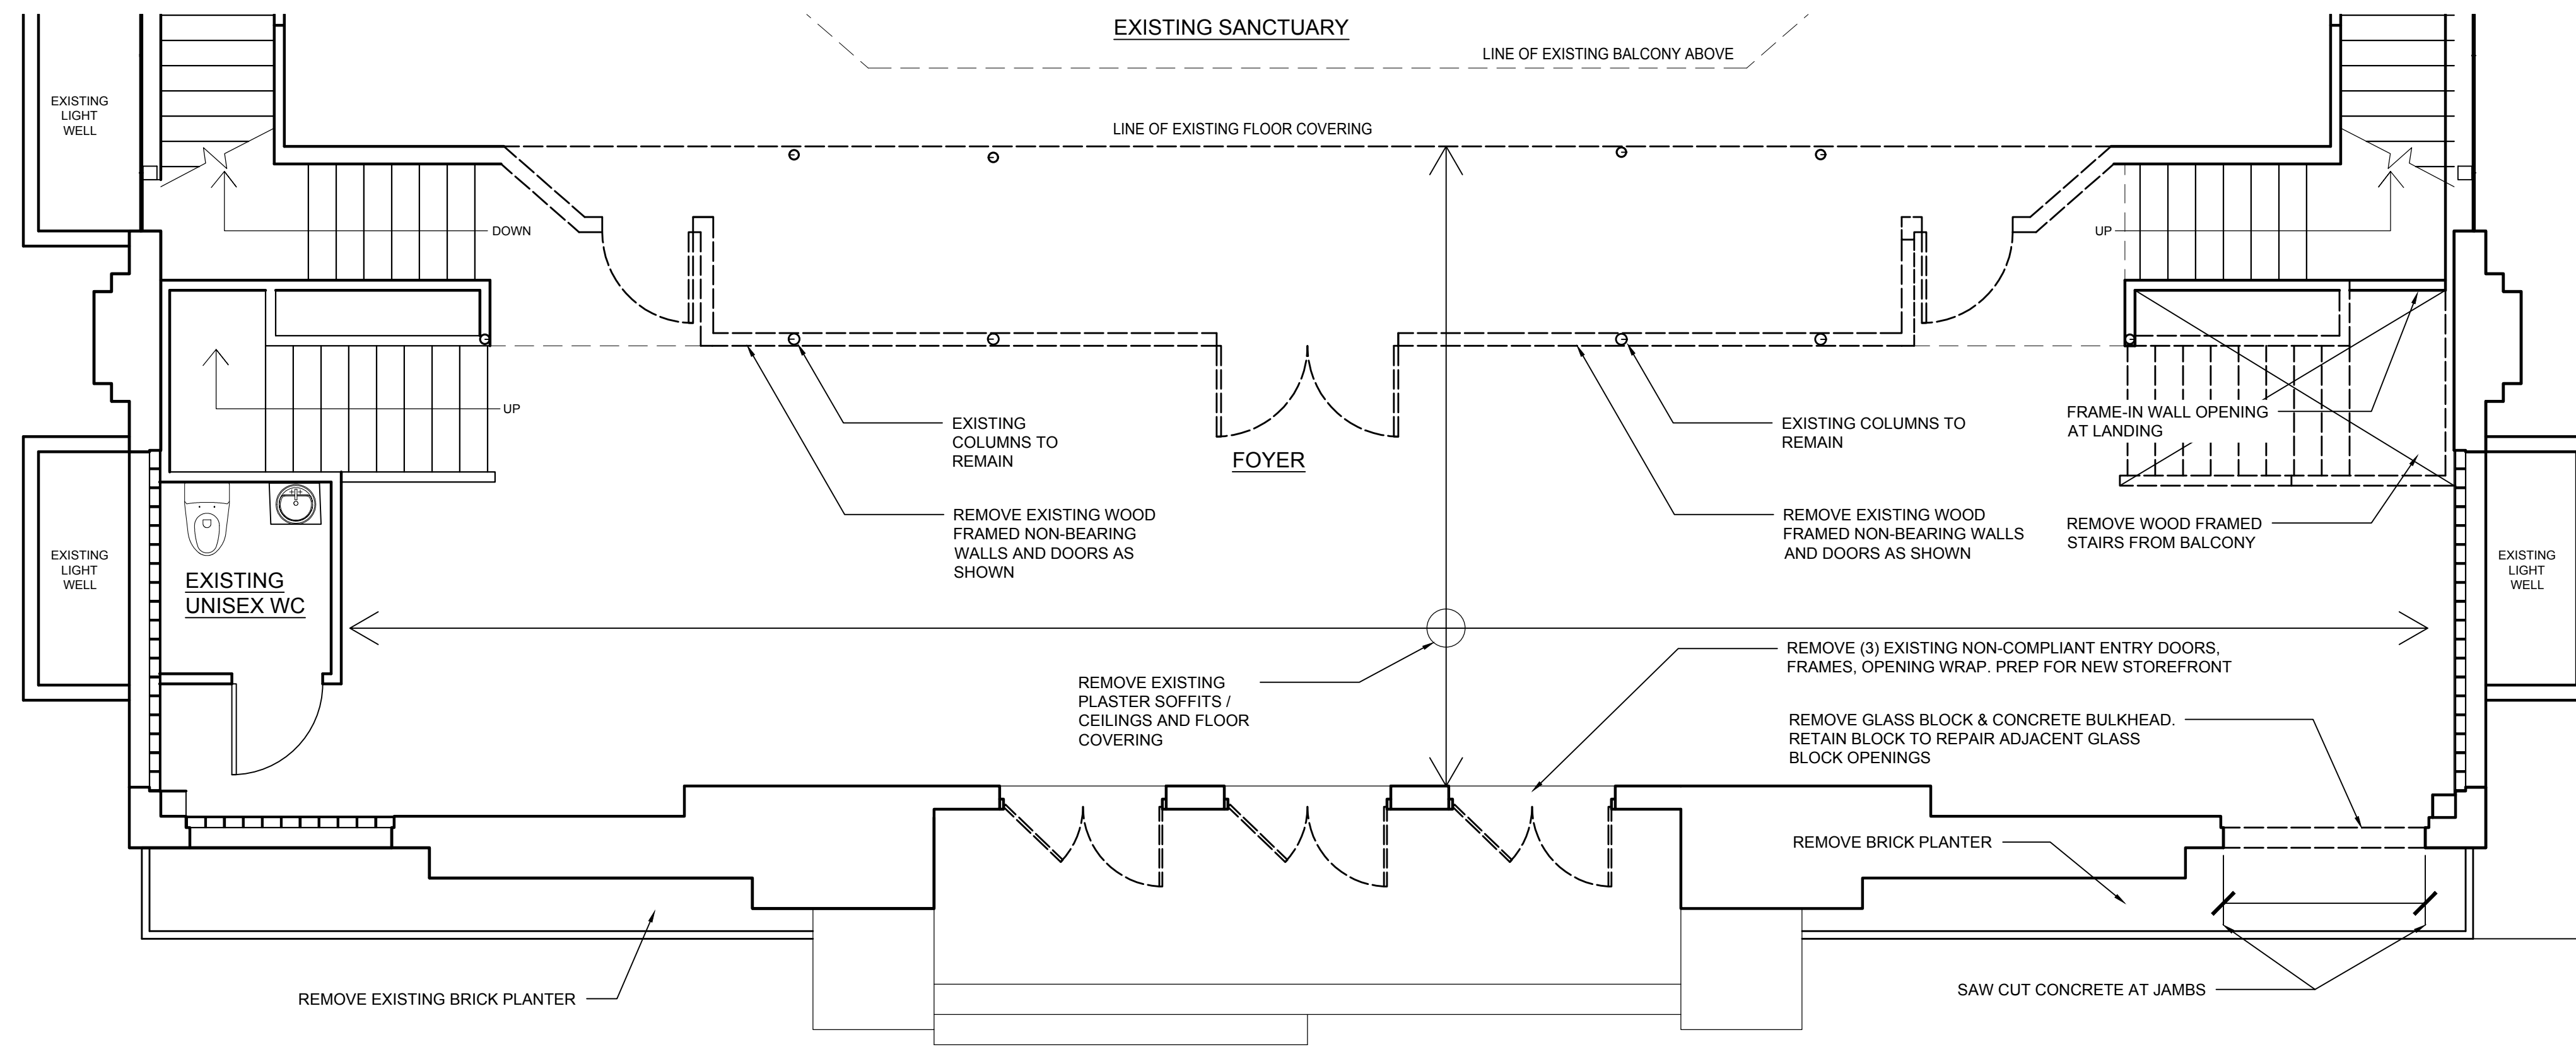 EXISTING SANCTUARY
LINE OF EXISTING BALCONY ABOVE
EXISTING
LIGHT
WELL
LINE OF EXISTING FLOOR COVERING
DOWN
UP
UP
EXISTING
COLUMNS TO
REMAIN
FOYER
EXISTING COLUMNS TO
REMAIN
FRAME-IN WALL OPENING
AT LANDING
REMOVE EXISTING WOOD
FRAMED NON-BEARING
WALLS AND DOORS AS
SHOWN
REMOVE EXISTING WOOD
FRAMED NON-BEARING WALLS
AND DOORS AS SHOWN
REMOVE WOOD FRAMED
STAIRS FROM BALCONY
EXISTING
LIGHT
WELL
EXISTING
UNISEX WC
EXISTING
LIGHT
WELL
REMOVE EXISTING
PLASTER SOFFITS /
CEILINGS AND FLOOR
COVERING
REMOVE (3) EXISTING NON-COMPLIANT ENTRY DOORS,
FRAMES, OPENING WRAP. PREP FOR NEW STOREFRONT
REMOVE GLASS BLOCK & CONCRETE BULKHEAD.
RETAIN BLOCK TO REPAIR ADJACENT GLASS
BLOCK OPENINGS
REMOVE BRICK PLANTER
REMOVE EXISTING BRICK PLANTER
SAW CUT CONCRETE AT JAMBS